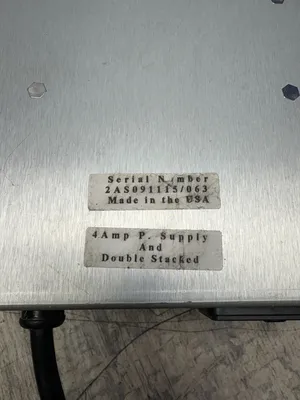 Serial Number
2AS091115/063
Made in the USA
4Amp P. Supply
And
Double Stacked